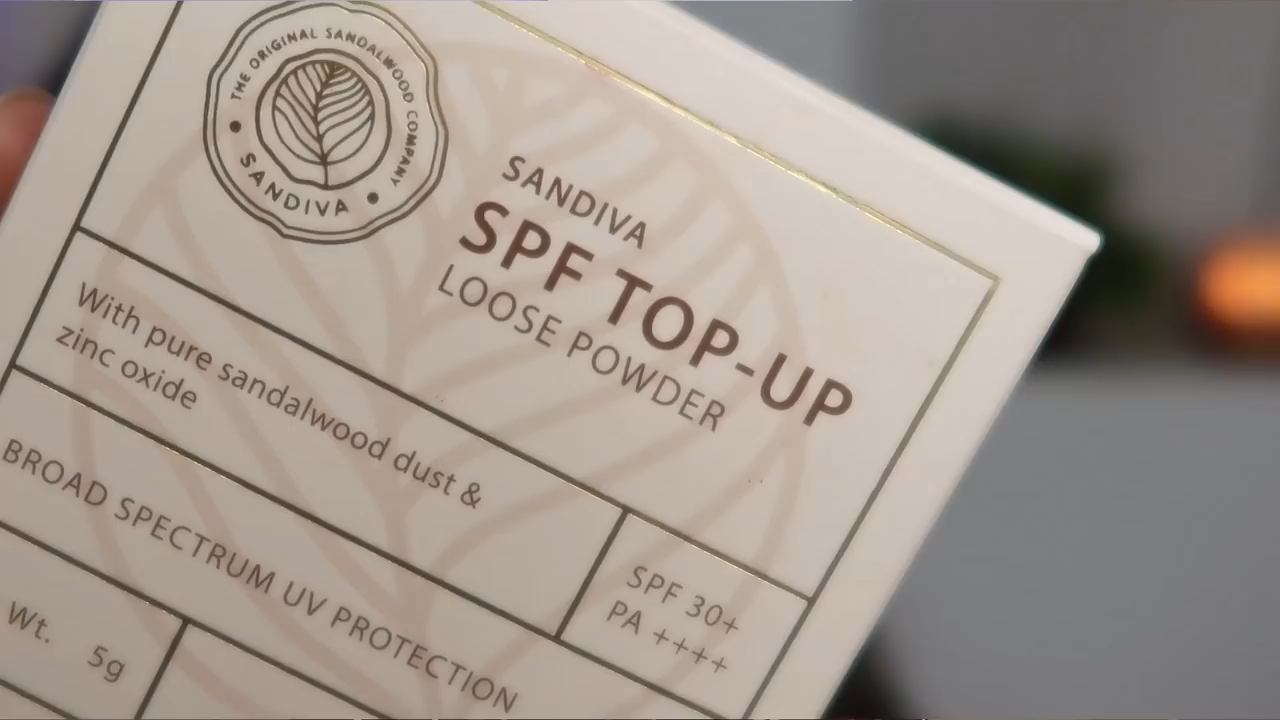 THE ORIGINAL SANDALWOOD COMPANY
SANDIVA
SANDIVA
SPF TOP-UP
LOOSE POWDER
With pure sandalwood dust &
zinc oxide
SPF 30+
PA ++++
BROAD SPECTRUM UV PROTECTION
Wt. 5g